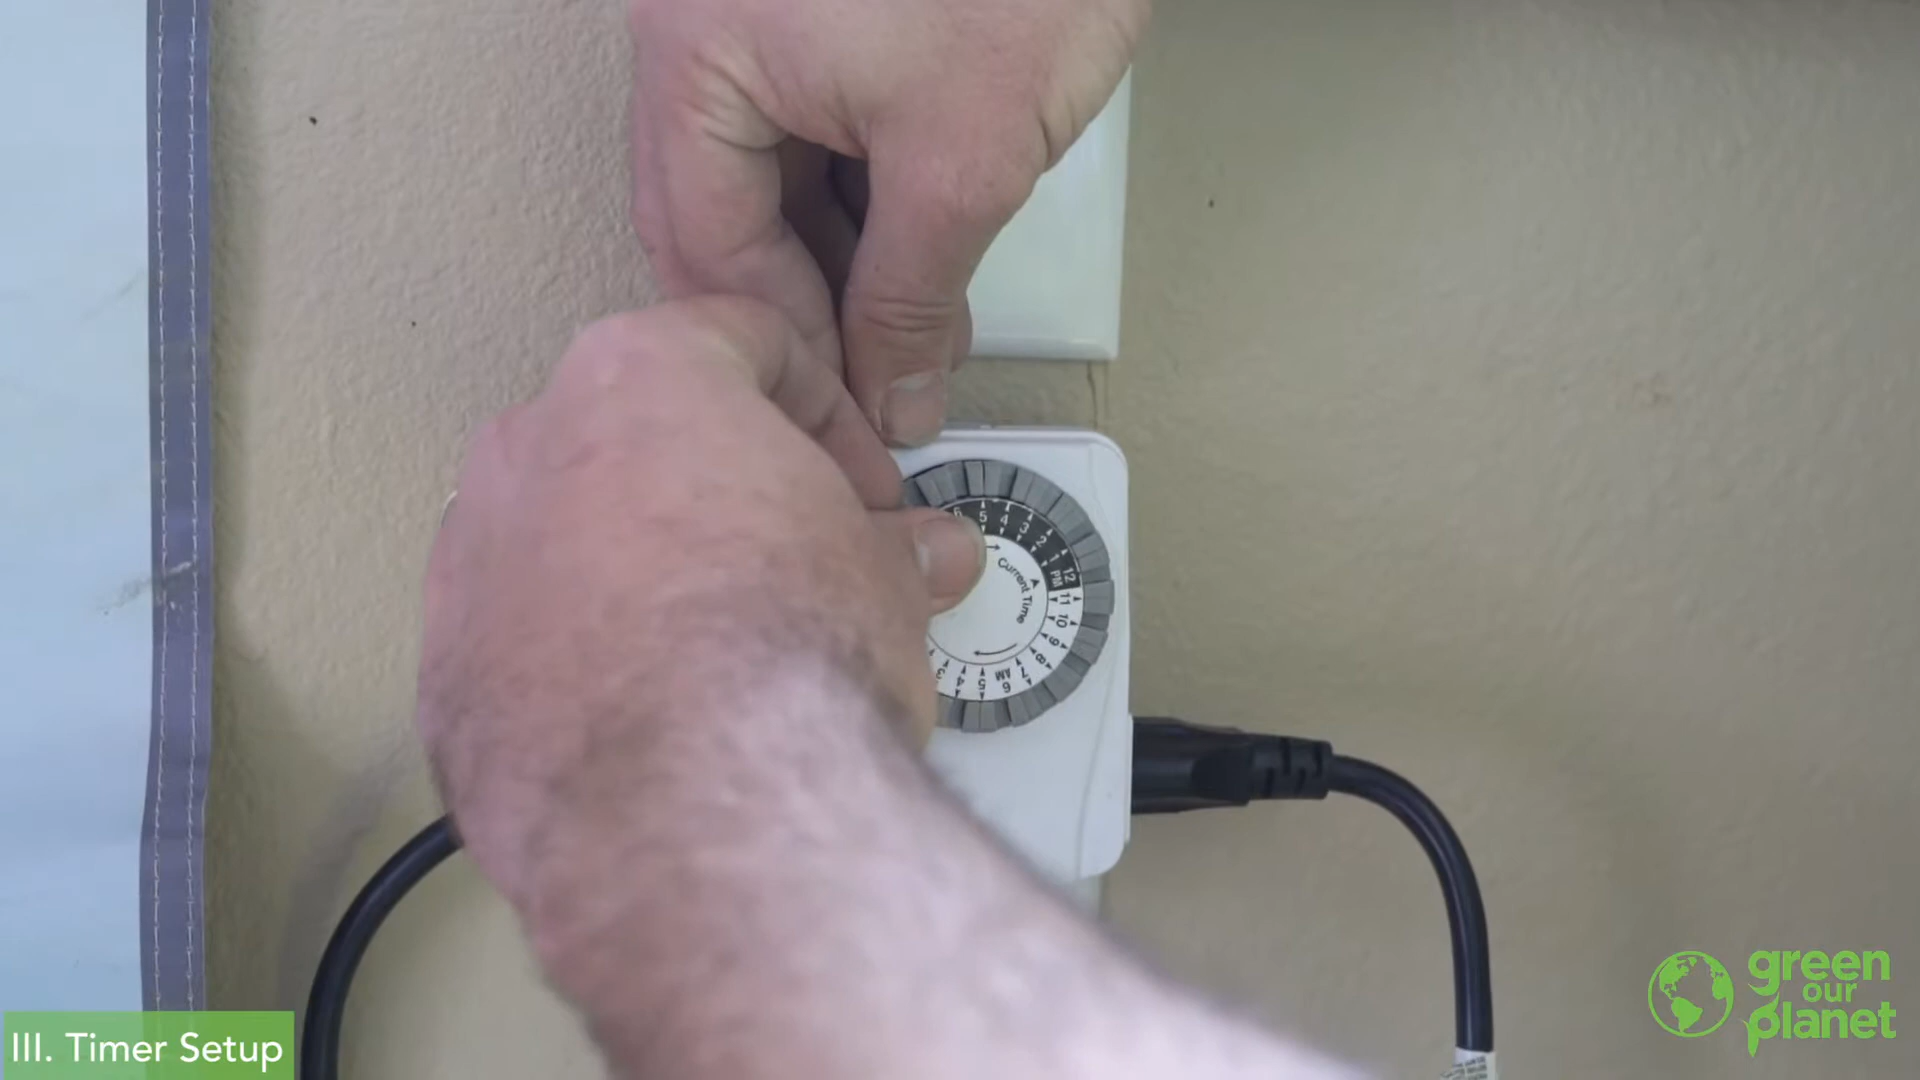 6 5 4 3 2 1 12
PM
Current Time
11 10 9 8 7
AM
6 5 4 3
III. Timer Setup
green
our
planet